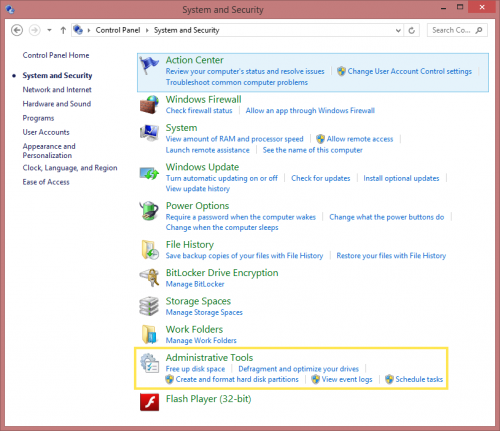 System and Security
Control Panel
System and Security
Search Co...
Control Panel Home
System and Security
Network and Internet
Hardware and Sound
Programs
User Accounts
Appearance and
Personalization
Clock, Language, and Region
Ease of Access
Action Center
Review your computer's status and resolve issues
Change User Account Control settings
Troubleshoot common computer problems
Windows Firewall
Check firewall status
Allow an app through Windows Firewall
System
View amount of RAM and processor speed
Allow remote access
Launch remote assistance
See the name of this computer
Windows Update
Turn automatic updating on or off
Check for updates
Install optional updates
View update history
Power Options
Require a password when the computer wakes
Change what the power buttons do
Change when the computer sleeps
File History
Save backup copies of your files with File History
Restore your files with File History
BitLocker Drive Encryption
Manage BitLocker
Storage Spaces
Manage Storage Spaces
Work Folders
Manage Work Folders
Administrative Tools
Free up disk space
Defragment and optimize your drives
Create and format hard disk partitions
View event logs
Schedule tasks
Flash Player (32-bit)